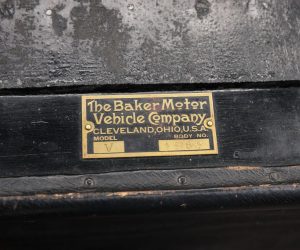 The Baker Motor
Vehicle Company
CLEVELAND, OHIO, U.S.A.
MODEL BODY NO.
V